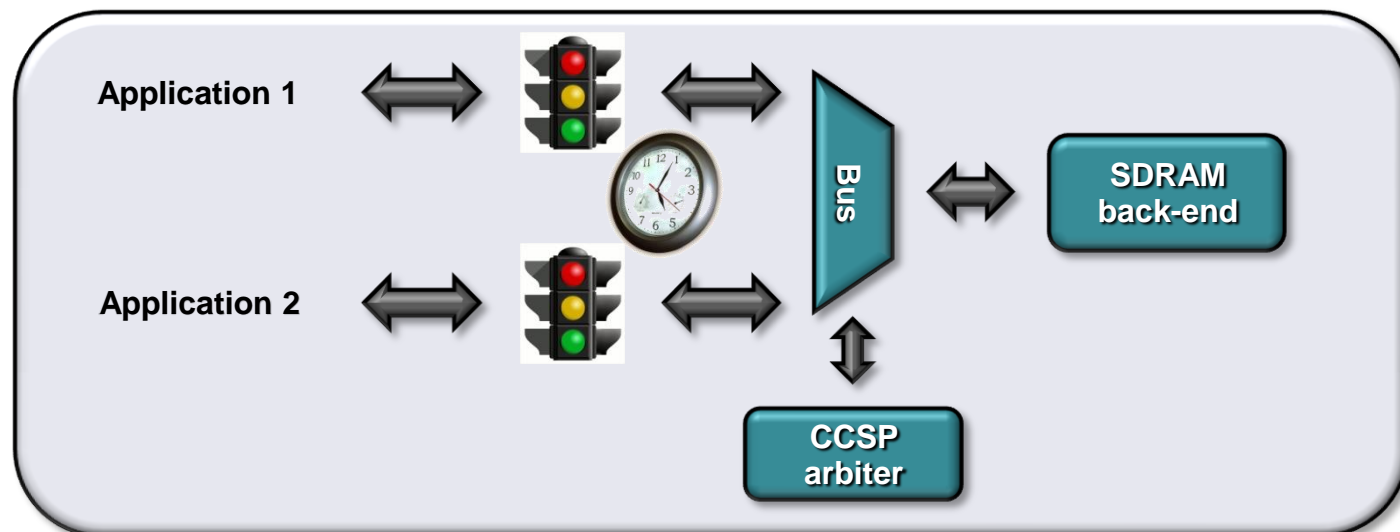 Application 1
Bus
SDRAM
back-end
Application 2
CCSP
arbiter